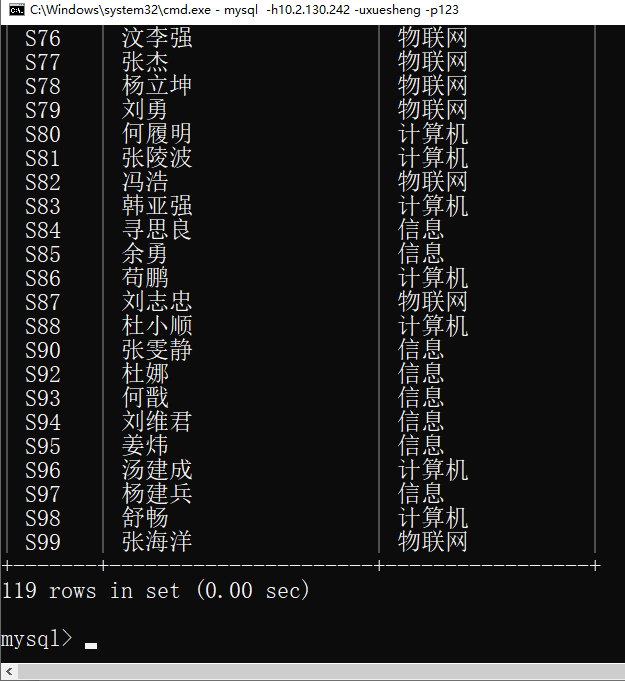 C:\Windows\system32\cmd.exe - mysql -h10.2.130.242 -uxuesheng -p123
| S76 | 汶李强 | 物联网
| S77 | 张杰 | 物联网
| S78 | 杨立坤 | 物联网
| S79 | 刘勇 | 物联网
| S80 | 何履明 | 计算机
| S81 | 张陵波 | 计算机
| S82 | 冯浩 | 物联网
| S83 | 韩亚强 | 计算机
| S84 | 寻思良 | 信息
| S85 | 余勇 | 信息
| S86 | 苟鹏 | 计算机
| S87 | 刘志忠 | 物联网
| S88 | 杜小顺 | 计算机
| S90 | 张雯静 | 信息
| S92 | 杜娜 | 信息
| S93 | 何戬 | 信息
| S94 | 刘维君 | 信息
| S95 | 姜炜 | 信息
| S96 | 汤建成 | 计算机
| S97 | 杨建兵 | 信息
| S98 | 舒畅 | 计算机
| S99 | 张海洋 | 物联网
119 rows in set (0.00 sec)
mysql>